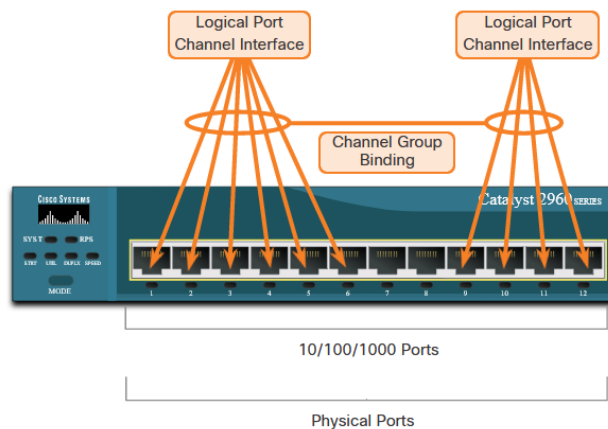 Logical Port
Channel Interface
Logical Port
Channel Interface
Channel Group
Binding
CISCO SYSTEMS
Catalyst 2960 SERIES
SYST RPS
STRT UTIL DUPLX SPEED
MODE
1 2 3 4 5 6 7 8 9 10 11 12
10/100/1000 Ports
Physical Ports